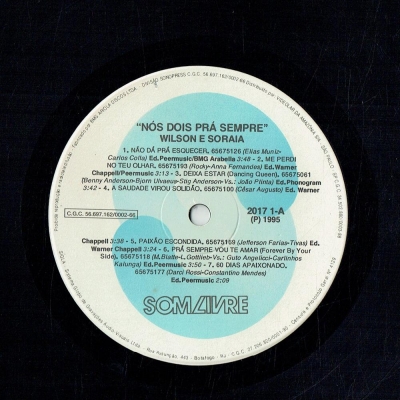 "NÓS DOIS PRÁ SEMPRE"
WILSON E SORAIA
1. NÃO DÁ PRÁ ESQUECER, 65675126 (Elias Muniz-
Carlos Colla) Ed.Peermusic/BMG Arabella 3:48 - 2. ME PERDI
NO TEU OLHAR, 65675193 (Rocky-Anna Fernandes) Ed.Warner
Chappell/Peermusic 3:13 - 3. DEIXA ESTAR (Dancing Queen), 65675061
(Benny Anderson-Bjorn Ulvaeus-Stig Anderson-Vs.: João Plinta) Ed.Phonogram
3:42 - 4. A SAUDADE VIROU SOLIDÃO, 65675100 (César Augusto) Ed. Warner
C.G.C. 56.697.162/0002-66
2017 1-A
(P) 1995
Chappell 3:38 - 5. PAIXÃO ESCONDIDA, 65675169 (Jefferson Farias-Tivas) Ed.
Warner Chappell 3:24 - 6. PRÁ SEMPRE VOU TE AMAR (Forever By Your
Side), 65675118 (M.Blatte-L.Gottlieb-Vs.: Guto Angelicci-Carlinhos
Kalunga) Ed.Peermusic 3:50 - 7. 60 DIAS APAIXONADO,
65675177 (Darci Rossi-Constantino Mendes)
Ed.Peermusic 2:09
SOM LIVRE